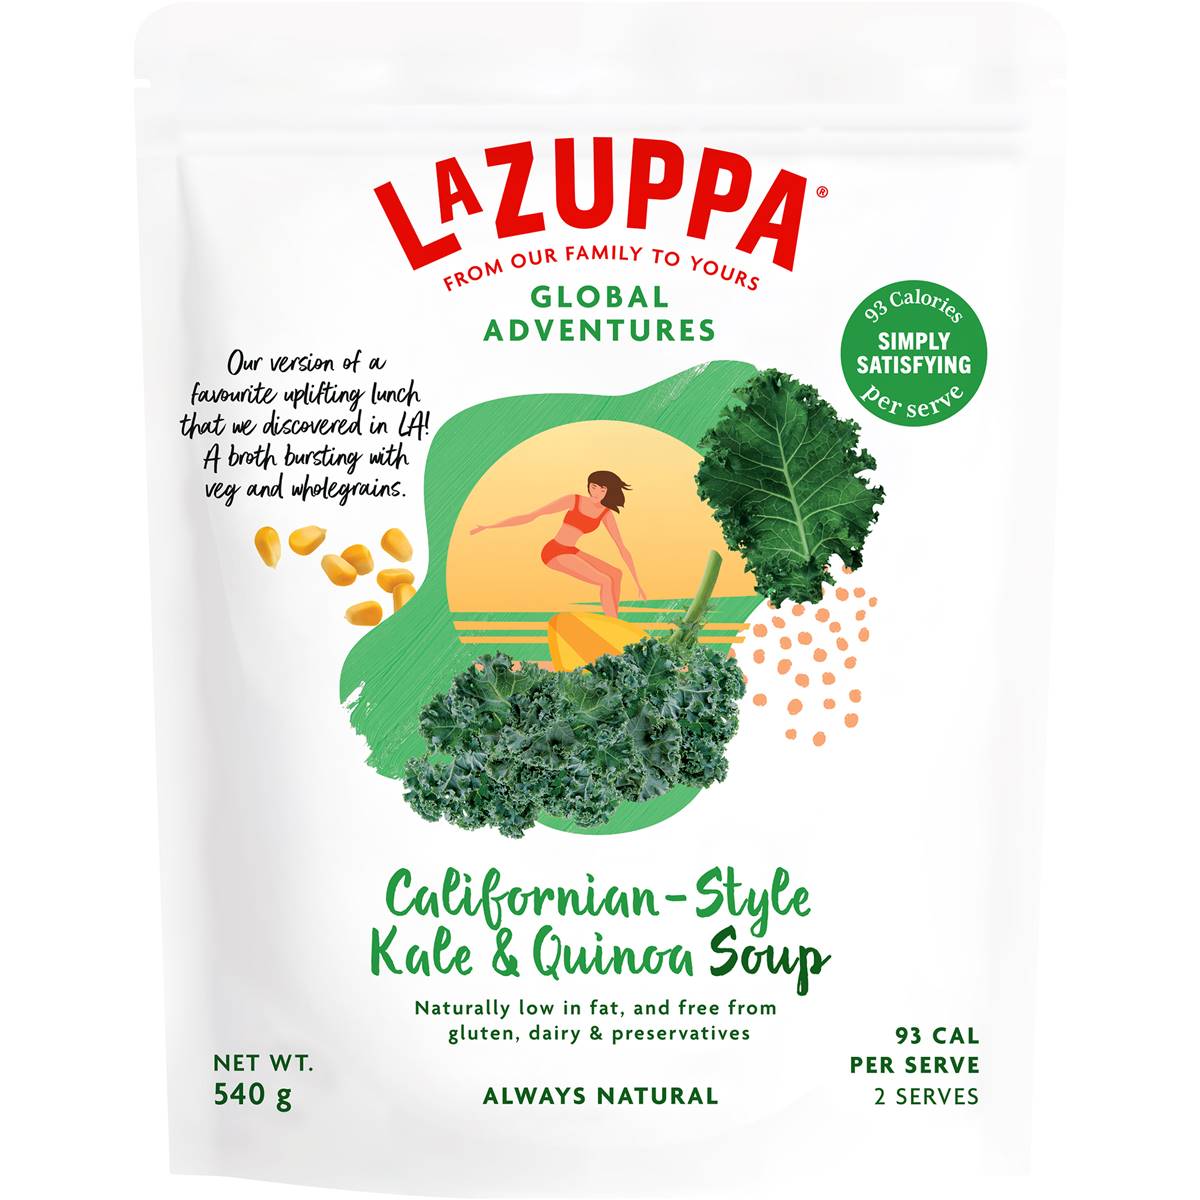 LAZUPPA®
FROM OUR FAMILY TO YOURS
GLOBAL
ADVENTURES
93 Calories
SIMPLY
SATISFYING
per serve
Our version of a
favourite uplifting lunch
that we discovered in LA!
A broth bursting with
veg and wholegrains.
Californian-Style
Kale & Quinoa Soup
Naturally low in fat, and free from
gluten, dairy & preservatives
NET WT.
540 g
ALWAYS NATURAL
93 CAL
PER SERVE
2 SERVES